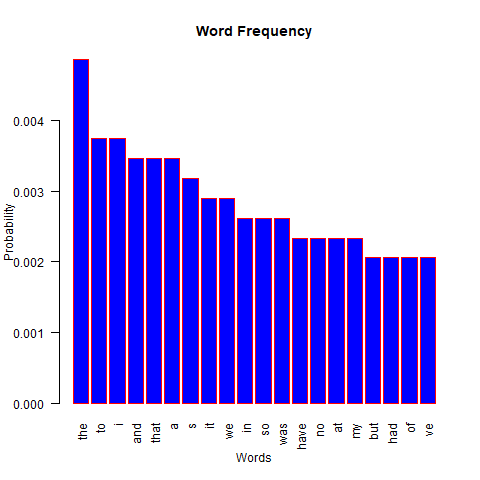 Word Frequency
Probability
0.004
0.003
0.002
0.001
0.000
the to i and that a s it we in so was have no at my but had of ve
Words